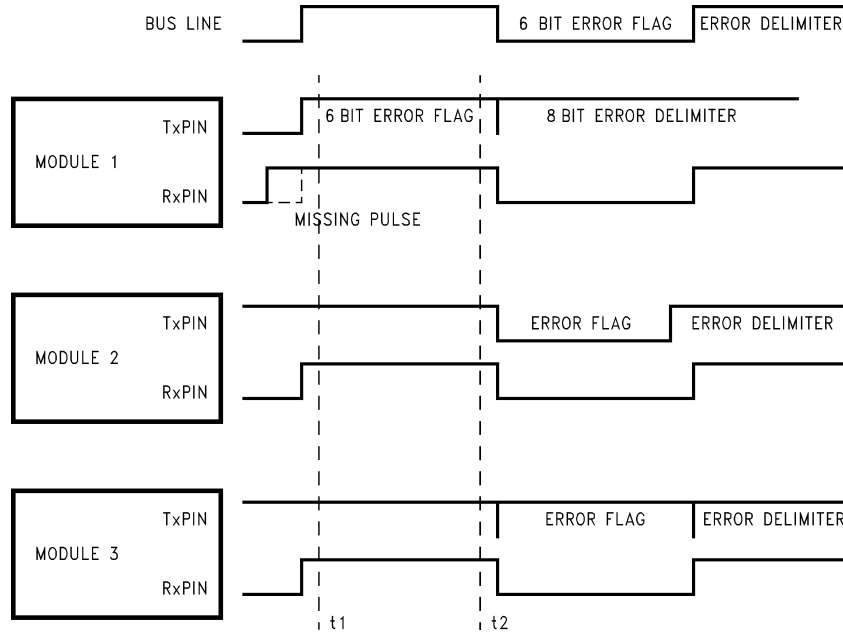 BUS LINE
6 BIT ERROR FLAG
ERROR DELIMITER
TxPIN
6 BIT ERROR FLAG
8 BIT ERROR DELIMITER
MODULE 1
RxPIN
MISSING PULSE
TxPIN
ERROR FLAG
ERROR DELIMITER
MODULE 2
RxPIN
TxPIN
ERROR FLAG
ERROR DELIMITER
MODULE 3
RxPIN
t1
t2